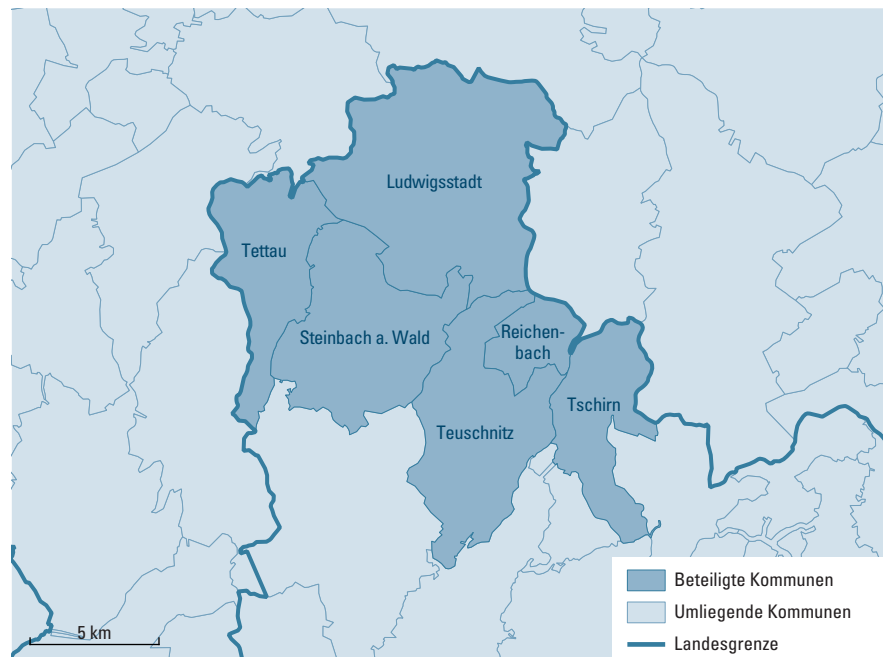 Ludwigsstadt
Tettau
Steinbach a. Wald
Reichen-
bach
Tschirn
Teuschnitz
Beteiligte Kommunen
Umliegende Kommunen
5 km
Landesgrenze